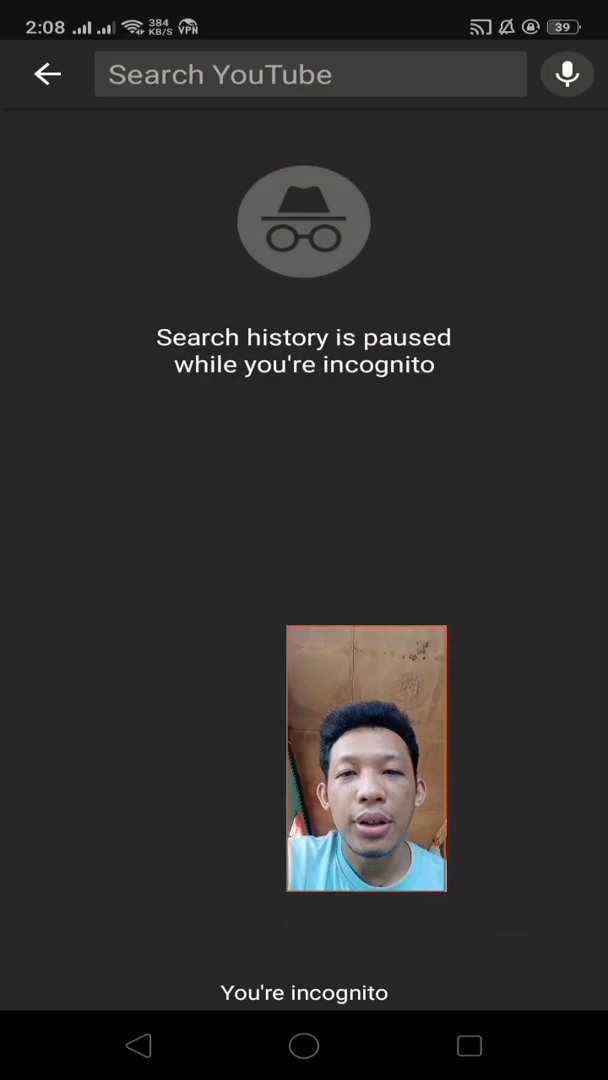 2:08 384 KB/S VPN 39
Search YouTube
Search history is paused
while you're incognito
You're incognito